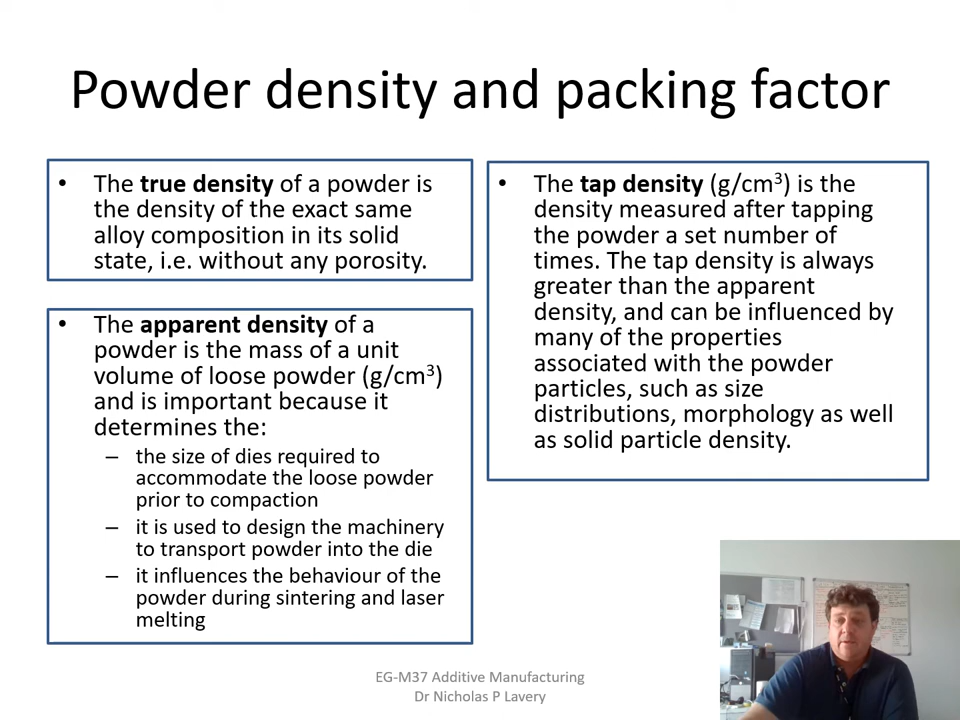 Powder density and packing factor
• The true density of a powder is
the density of the exact same
alloy composition in its solid
state, i.e. without any porosity.
• The apparent density of a
powder is the mass of a unit
volume of loose powder (g/cm³)
and is important because it
determines the:
– the size of dies required to
accommodate the loose powder
prior to compaction
– it is used to design the machinery
to transport powder into the die
– it influences the behaviour of the
powder during sintering and laser
melting
• The tap density (g/cm³) is the
density measured after tapping
the powder a set number of
times. The tap density is always
greater than the apparent
density, and can be influenced by
many of the properties
associated with the powder
particles, such as size
distributions, morphology as well
as solid particle density.
EG-M37 Additive Manufacturing
Dr Nicholas P Lavery